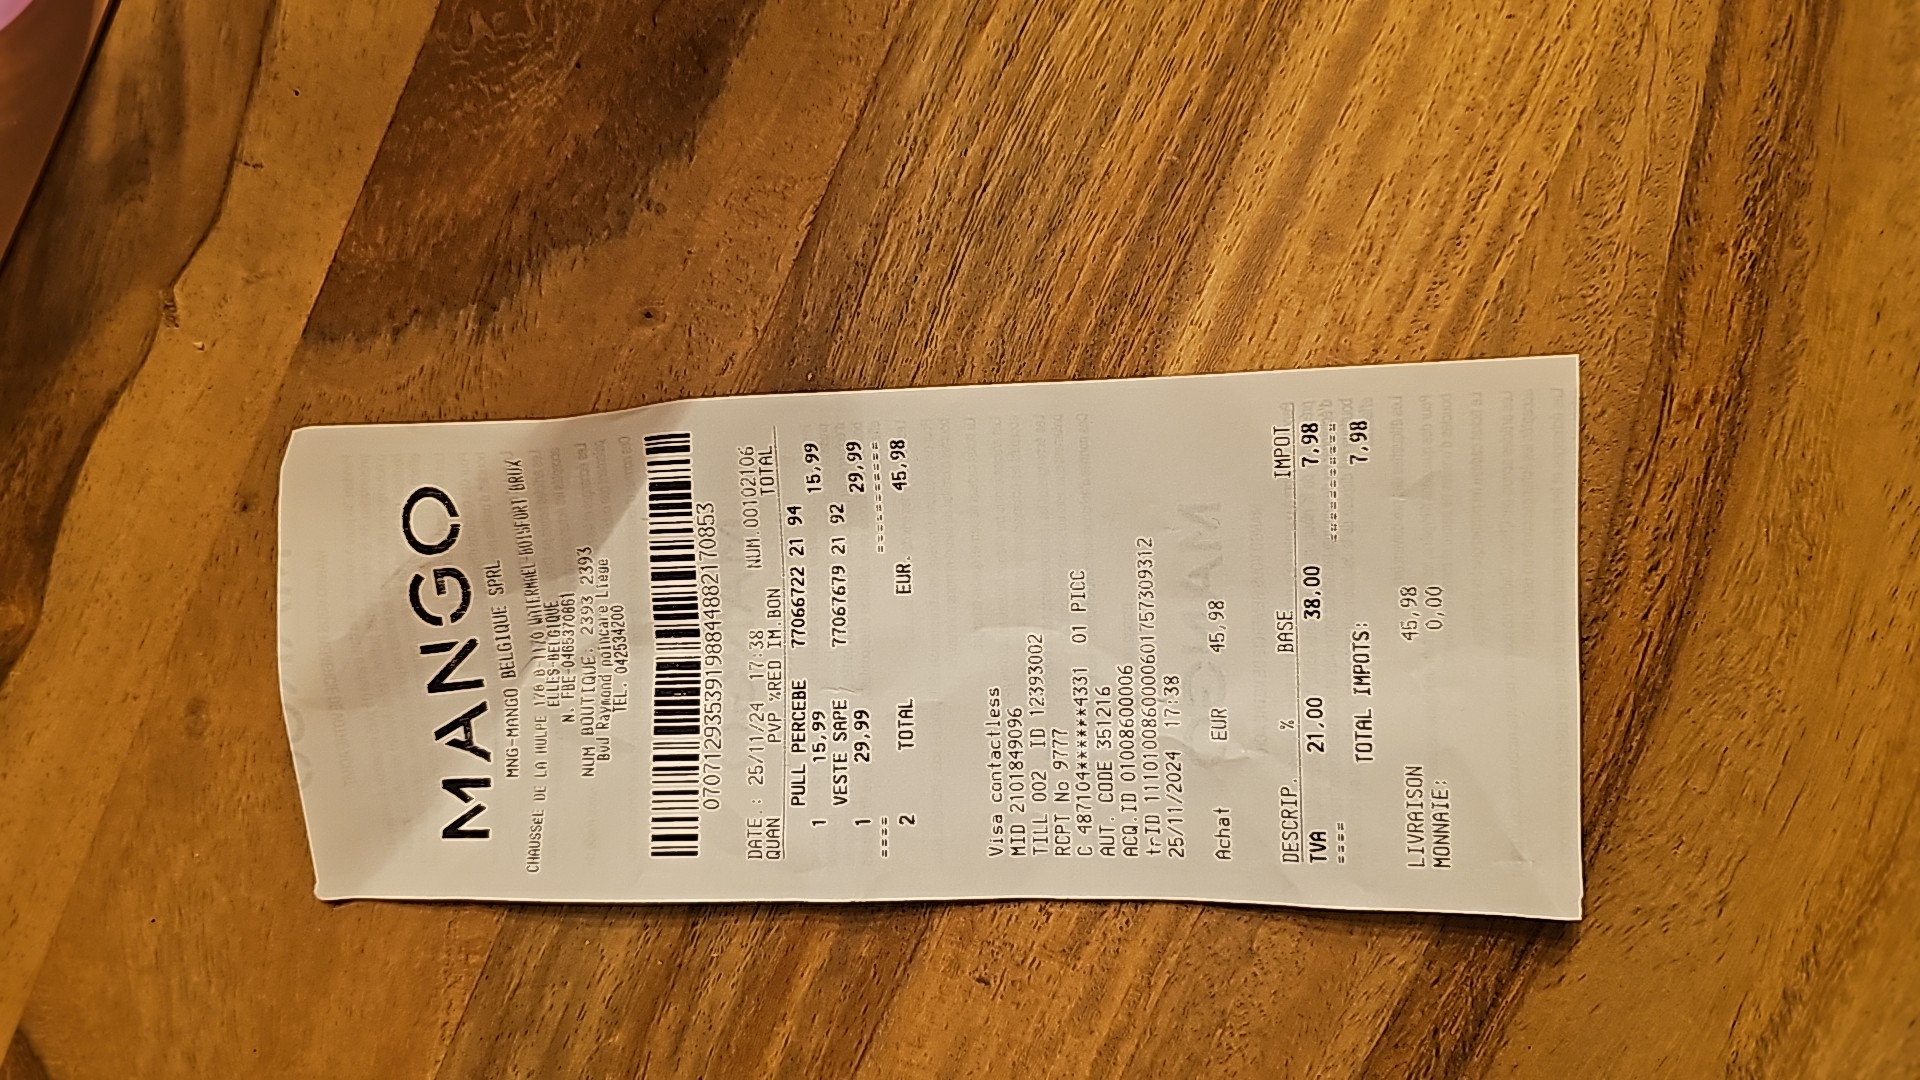 MANGO
MNG-MANGO BELGIQUE SPRL
CHAUSSEE DE LA HULPE 176 B-1170 WATERMAEL-BOISFORT BRUX
ELLES-BELGIQUE
N. FBE-0465370861
NUM BOUTIQUE: 2393 2393
Bvd Raymond poincare Liège
TEL. 042534200
07071293535391988448821 70853
DATE : 25/11/24 17:38 NUM.00102106
QUAN PVP %RED IM.BON TOTAL
PULL PERCEBE 77066722 21 94
1 15,99 15,99
VESTE SAPE 77067679 21 92
1 29,99 29,99
==== ==========
2 TOTAL EUR. 45,98
Visa contactless
MID 2101849096
TILL 002 ID 12393002
RCPT No 9777
C 487104******4331 01 PICC
AUT. CODE 351216
ACQ.ID 01008600006
trID 1111010086000060175730 9312
25/11/2024 17:38
Achat EUR 45,98
DESCRIP. % BASE IMPOT
TVA 21,00 38,00 7,98
==== ==========
TOTAL IMPOTS: 7,98
LIVRAISON 45,98
MONNAIE: 0,00